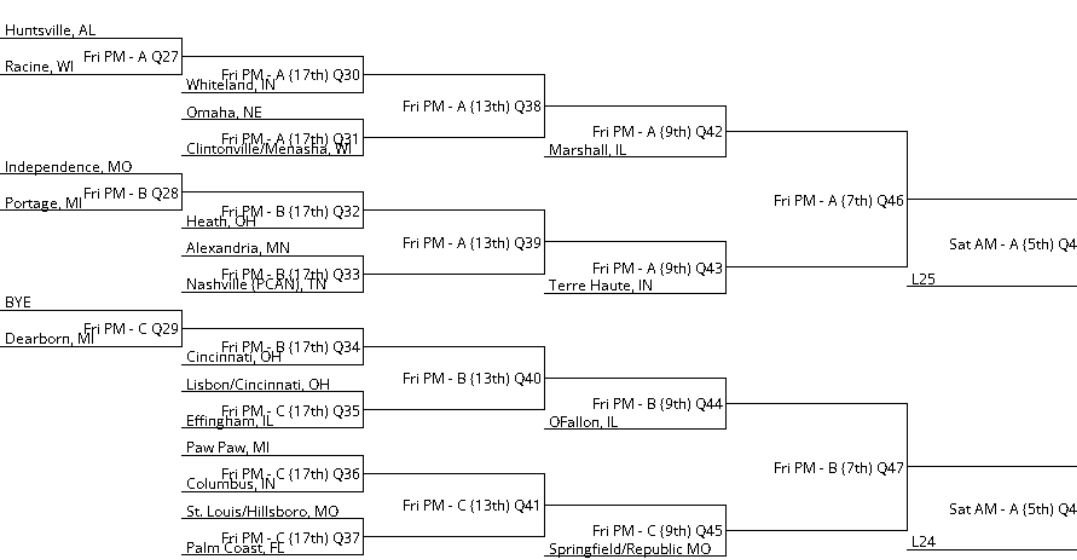 Huntsville, AL
Fri PM - A Q27
Racine, WI
Fri PM - A (17th) Q30
Whiteland, IN
Fri PM - A (13th) Q38
Omaha, NE
Fri PM - A (17th) Q31
Clintonville/Menasha, WI
Fri PM - A (9th) Q42
Marshall, IL
Independence, MO
Fri PM - B Q28
Portage, MI
Fri PM - B (17th) Q32
Heath, OH
Fri PM - A (13th) Q39
Alexandria, MN
Fri PM - B (17th) Q33
Nashville (PCAN), TN
Fri PM - A (9th) Q43
Terre Haute, IN
Fri PM - A (7th) Q46
Sat AM - A (5th) Q4
L25
BYE
Fri PM - C Q29
Dearborn, MI
Fri PM - B (17th) Q34
Cincinnati, OH
Fri PM - B (13th) Q40
Lisbon/Cincinnati, OH
Fri PM - C (17th) Q35
Effingham, IL
Fri PM - B (9th) Q44
OFallon, IL
Paw Paw, MI
Fri PM - C (17th) Q36
Columbus, IN
Fri PM - C (13th) Q41
St. Louis/Hillsboro, MO
Fri PM - C (17th) Q37
Palm Coast, FL
Fri PM - C (9th) Q45
Springfield/Republic MO
Fri PM - B (7th) Q47
Sat AM - A (5th) Q4
L24